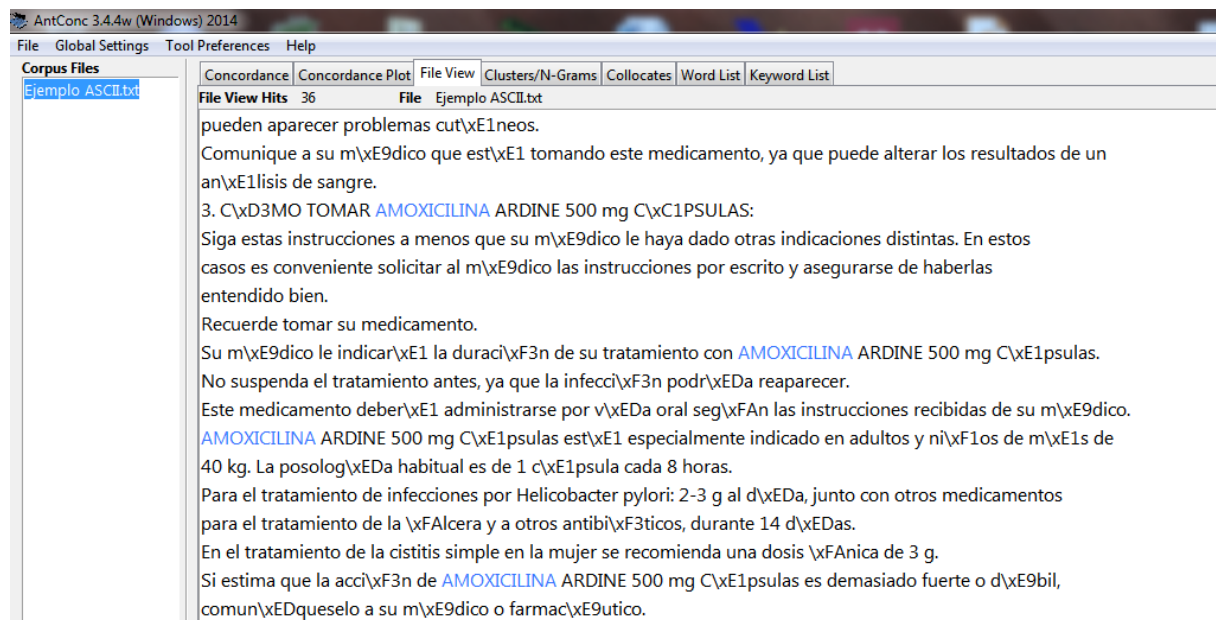 AntConc 3.4.4w (Windows) 2014
File Global Settings Tool Preferences Help
Corpus Files
Ejemplo ASCII.txt
Concordance Concordance Plot File View Clusters/N-Grams Collocates Word List Keyword List
File View Hits 36 File Ejemplo ASCII.txt
pueden aparecer problemas cut\xE1neos.
Comunique a su m\xE9dico que est\xE1 tomando este medicamento, ya que puede alterar los resultados de un
an\xE1lisis de sangre.
3. C\xD3MO TOMAR AMOXICILINA ARDINE 500 mg C\xC1PSULAS:
Siga estas instrucciones a menos que su m\xE9dico le haya dado otras indicaciones distintas. En estos
casos es conveniente solicitar al m\xE9dico las instrucciones por escrito y asegurarse de haberlas
entendido bien.
Recuerde tomar su medicamento.
Su m\xE9dico le indicar\xE1 la duraci\xF3n de su tratamiento con AMOXICILINA ARDINE 500 mg C\xE1psulas.
No suspenda el tratamiento antes, ya que la infecci\xF3n podr\xEDa reaparecer.
Este medicamento deber\xE1 administrarse por v\xEDa oral seg\xFAn las instrucciones recibidas de su m\xE9dico.
AMOXICILINA ARDINE 500 mg C\xE1psulas est\xE1 especialmente indicado en adultos y ni\xF1os de m\xE1s de
40 kg. La posolog\xEDa habitual es de 1 c\xE1psula cada 8 horas.
Para el tratamiento de infecciones por Helicobacter pylori: 2-3 g al d\xEDa, junto con otros medicamentos
para el tratamiento de la \xFAlcera y a otros antibi\xF3ticos, durante 14 d\xEDas.
En el tratamiento de la cistitis simple en la mujer se recomienda una dosis \xFAnica de 3 g.
Si estima que la acci\xF3n de AMOXICILINA ARDINE 500 mg C\xE1psulas es demasiado fuerte o d\xE9bil,
comun\xEDqueselo a su m\xE9dico o farmac\xE9utico.